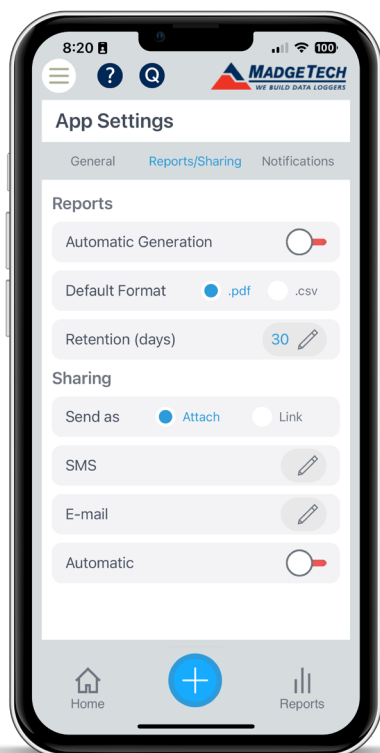 8:20
100
?
Q
MADGETECH
WE BUILD DATA LOGGERS
App Settings
General Reports/Sharing Notifications
Reports
Automatic Generation
Default Format .pdf .csv
Retention (days) 30
Sharing
Send as Attach Link
SMS
E-mail
Automatic
Home Reports